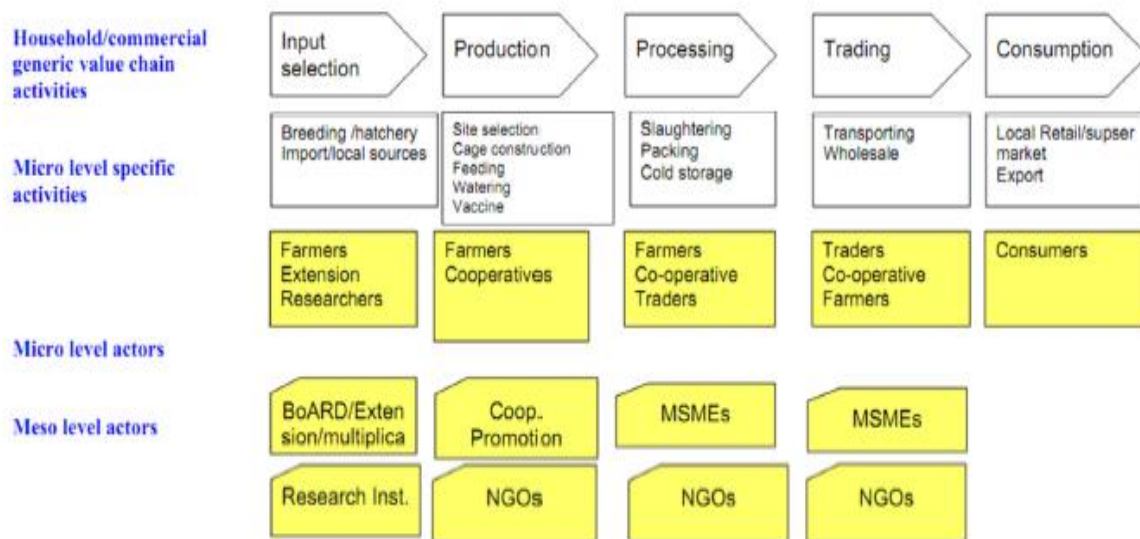 Household/commercial
generic value chain
activities
Input
selection
Production
Processing
Trading
Consumption
Micro level specific
activities
Breeding /hatchery
Import/local sources
Site selection
Cage construction
Feeding
Watering
Vaccine
Slaughtering
Packing
Cold storage
Transporting
Wholesale
Local Retail/supser
market
Export
Farmers
Extension
Researchers
Farmers
Cooperatives
Farmers
Co-operative
Traders
Traders
Co-operative
Farmers
Consumers
Micro level actors
Meso level actors
BoARD/Exten
sion/multiplica
Coop.
Promotion
MSMEs
MSMEs
Research Inst.
NGOs
NGOs
NGOs